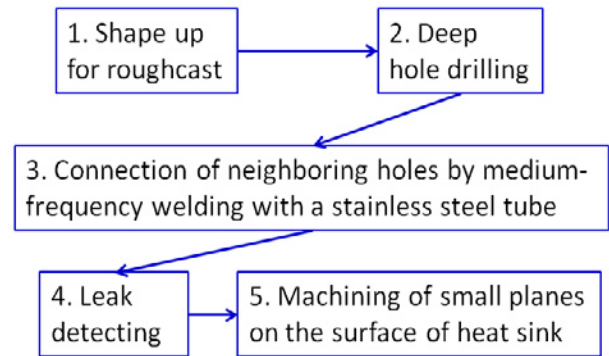 1. Shape up
for roughcast
2. Deep
hole drilling
3. Connection of neighboring holes by medium-
frequency welding with a stainless steel tube
4. Leak
detecting
5. Machining of small planes
on the surface of heat sink